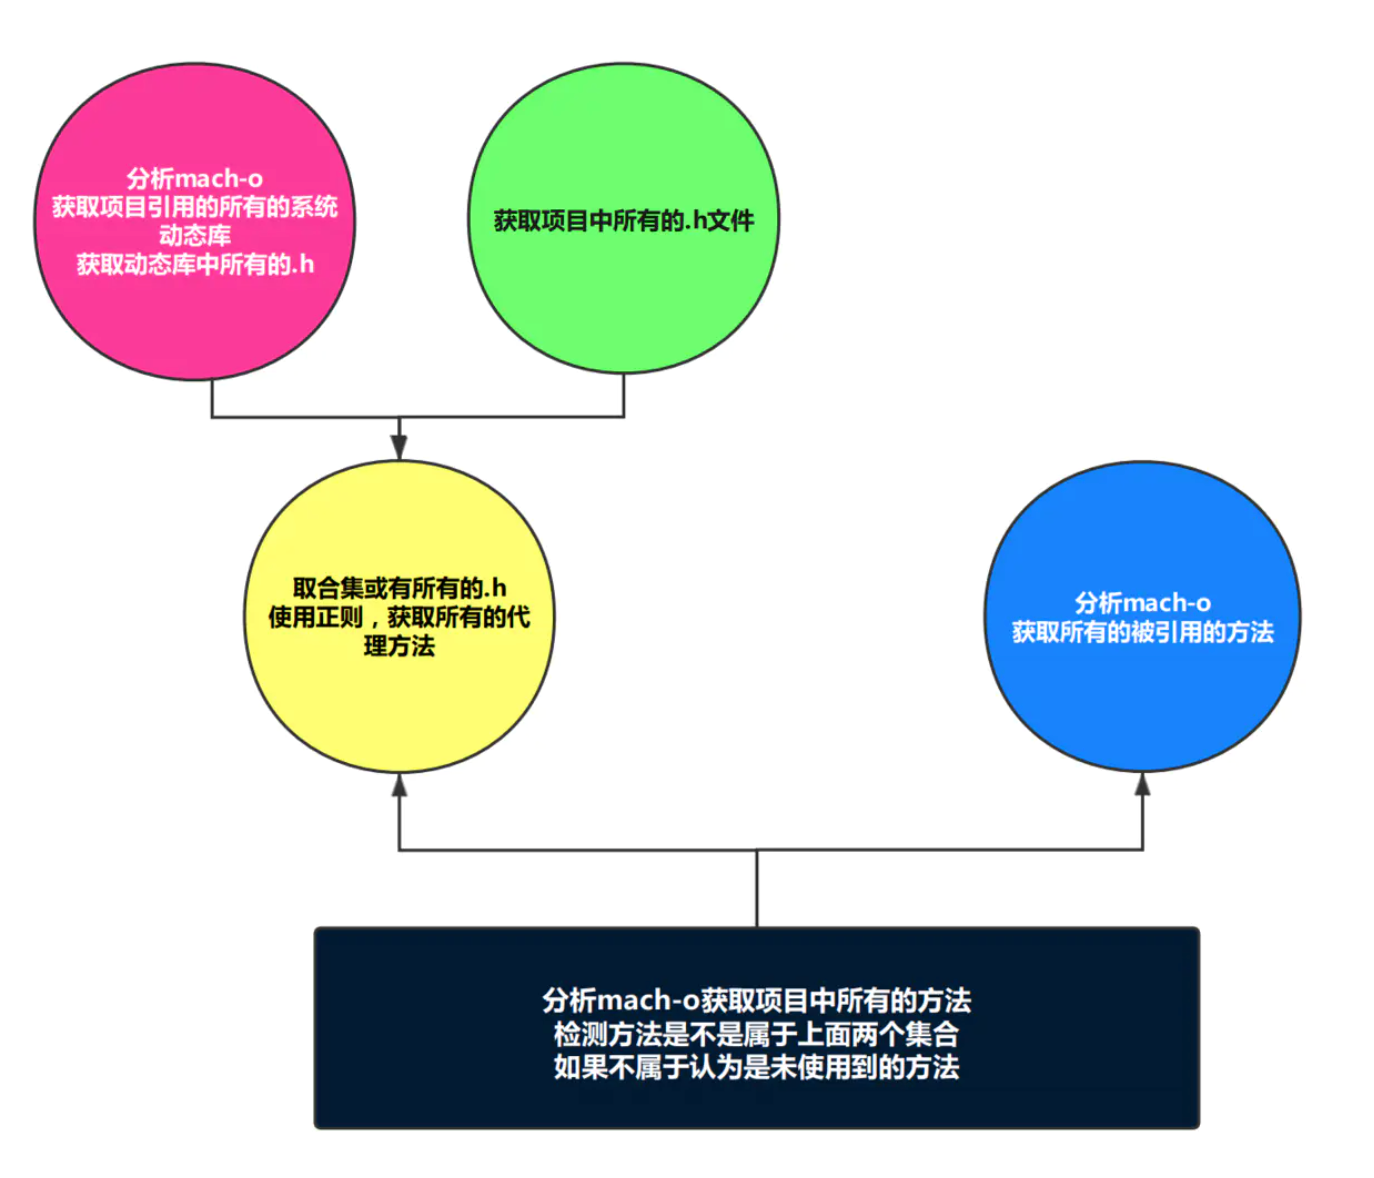 分析mach-o
获取项目引用的所有的系统
动态库
获取动态库中所有的.h
获取项目中所有的.h文件
取合集或有所有的.h
使用正则，获取所有的代
理方法
分析mach-o
获取所有的被引用的方法
分析mach-o获取项目中所有的方法
检测方法是不是属于上面两个集合
如果不属于认为是未使用到的方法